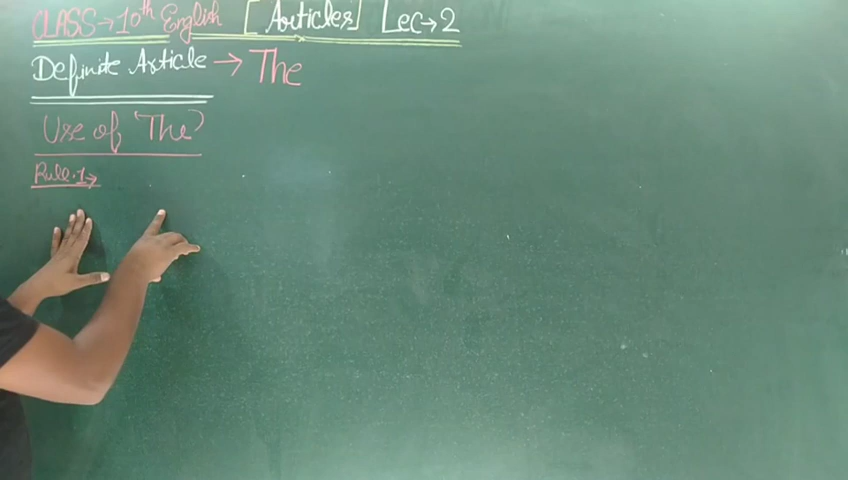 CLASS→10th English [Articles] Lec→2
Definite Article → The
Use of 'The'
Rule.1→